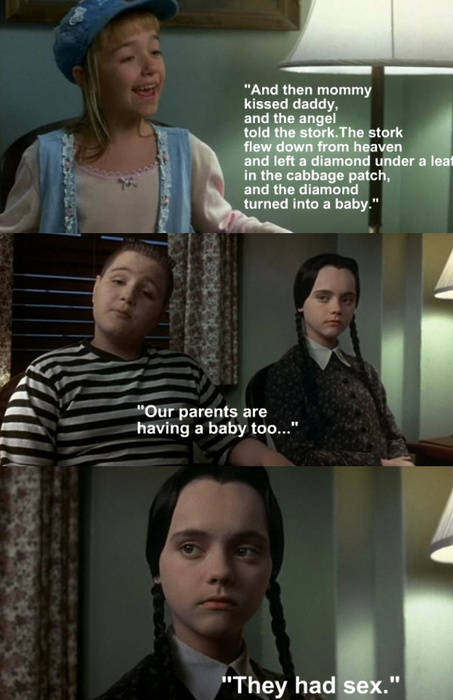 "And then mommy
kissed daddy,
and the angel
told the stork.The stork
flew down from heaven
and left a diamond under a leaf
in the cabbage patch,
and the diamond
turned into a baby."
"Our parents are
having a baby too..."
"They had sex."